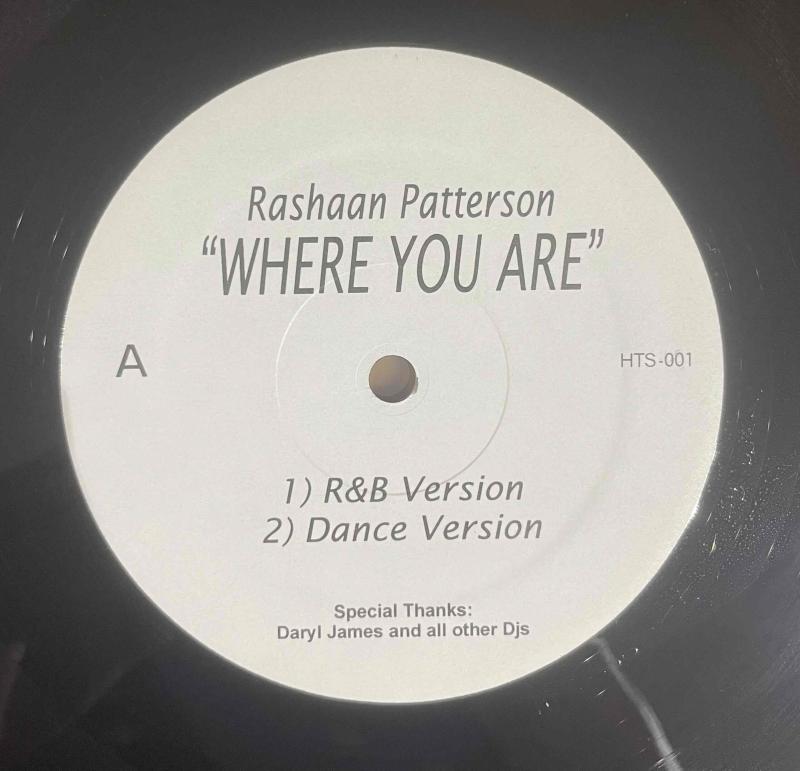 Rashaan Patterson
“WHERE YOU ARE”
A
HTS-001
1) R&B Version
2) Dance Version
Special Thanks:
Daryl James and all other Djs